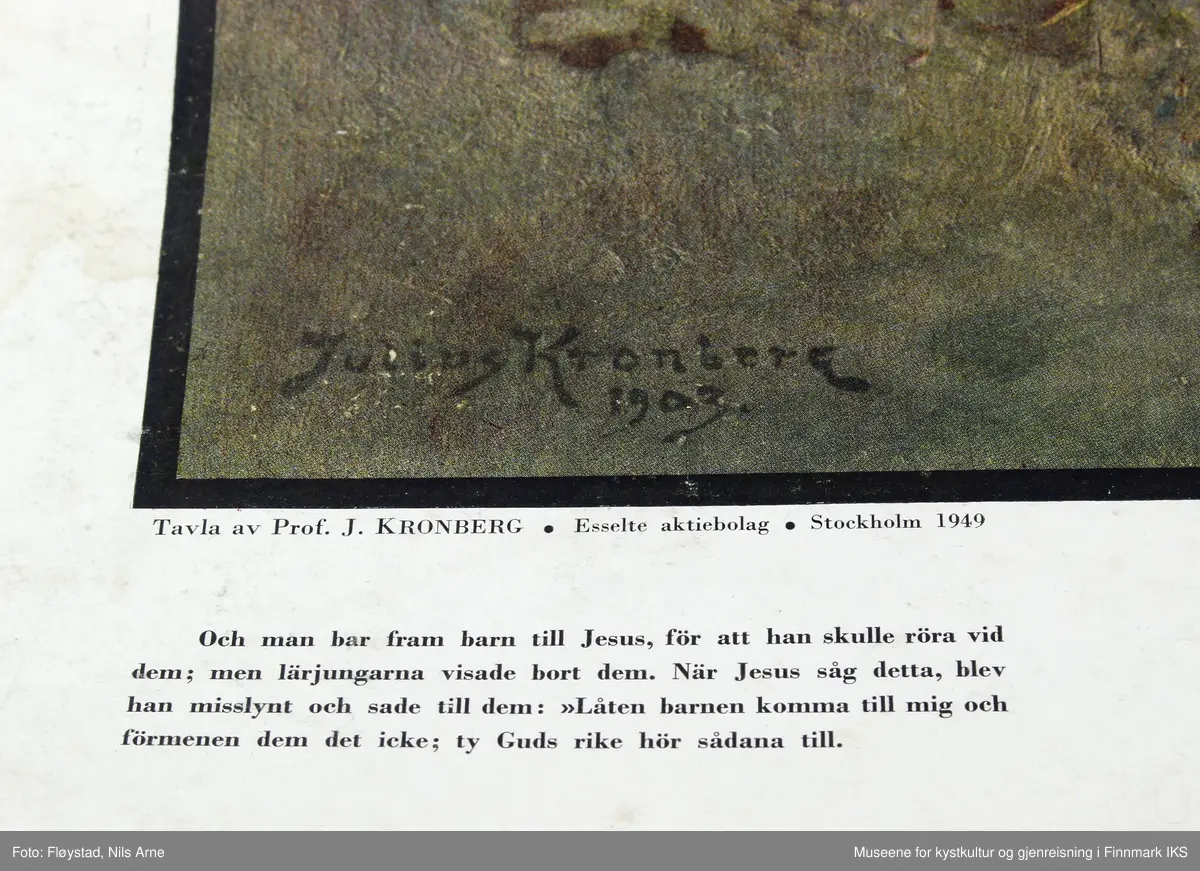 Julius Kronberg
1903.
Tavla av Prof. J. KRONBERG • Esselte aktiebolag • Stockholm 1949
Och man bar fram barn till Jesus, för att han skulle röra vid
dem; men lärjungarna visade bort dem. När Jesus såg detta, blev
han misslynt och sade till dem: »Låten barnen komma till mig och
förmenen dem det icke; ty Guds rike hör sådana till.
Foto: Fløystad, Nils Arne
Museene for kystkultur og gjenreisning i Finnmark IKS